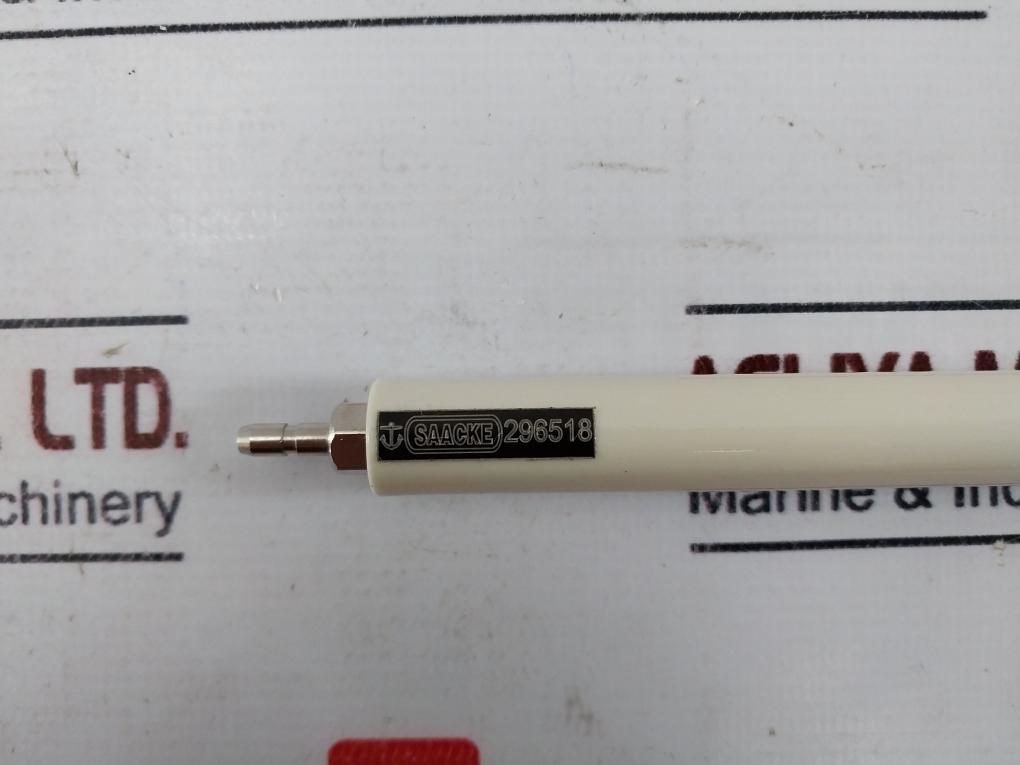 LTD.
SAACKE 296518
chinery
Marine &